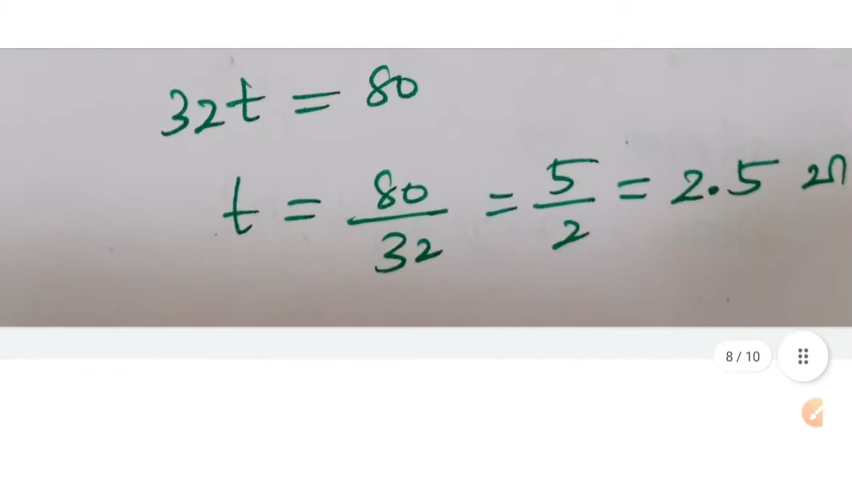 32t = 80
t = 80/32 = 5/2 = 2.5
8 / 10